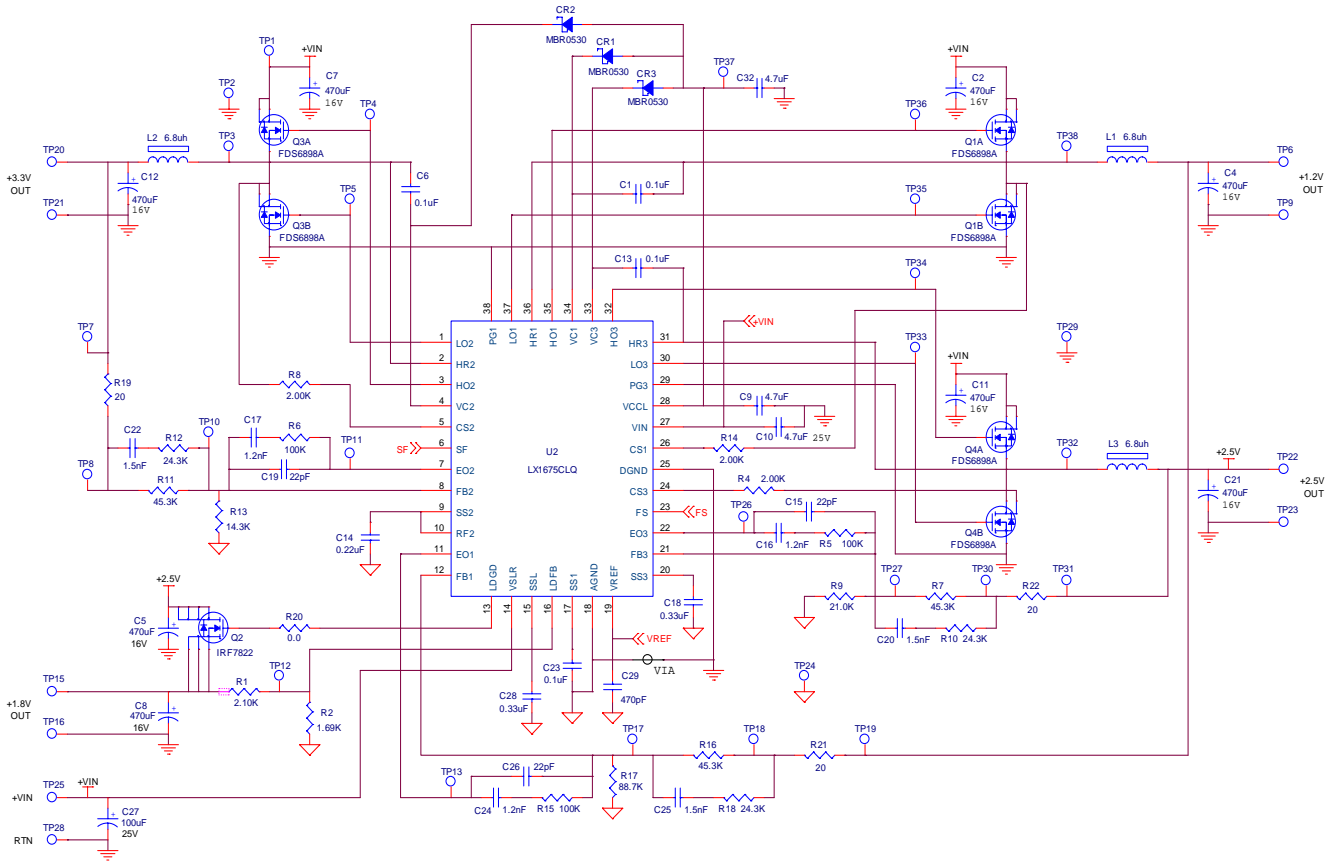 CR2
MBR0530
CR1
MBR0530
CR3
MBR0530
TP37
C32
4.7uF
TP1
+VIN
C7
470uF
16V
TP2
TP4
Q3A
FDS6898A
TP36
+VIN
C2
470uF
16V
Q1A
FDS6898A
TP20
L2 6.8uh
TP3
+3.3V
OUT
C12
470uF
16V
TP21
TP5
Q3B
FDS6898A
C6
0.1uF
C1
0.1uF
TP35
Q1B
FDS6898A
TP38
L1 6.8uh
TP6
C4
470uF
16V
+1.2V
OUT
TP9
C13
0.1uF
TP34
38
37
36
35
34
33
32
PG1
LO1
HR1
HO1
VC1
VC3
HO3
+VIN
TP7
R19
20
R8
2.00K
1 LO2
2 HR2
3 HO2
4 VC2
5 CS2
6 SF
7 EO2
8 FB2
9 SS2
10 RF2
11 EO1
12 FB1
U2
LX1675CLQ
HR3 31
LO3 30
PG3 29
VCCL 28
VIN 27
CS1 26
DGND 25
CS3 24
FS 23
EO3 22
FB3 21
SS3 20
LDGD
VSLR
SSL
LDFB
SS1
AGND
VREF
13
14
15
16
17
18
19
TP33
TP29
+VIN
C11
470uF
16V
C9
4.7uF
C10
4.7uF
25V
R14
2.00K
Q4A
FDS6898A
TP32
L3 6.8uh
+2.5V
TP22
C21
470uF
16V
+2.5V
OUT
TP23
R4 2.00K
FS
TP26
C15 22pF
C16 1.2nF
R5 100K
Q4B
FDS6898A
TP10
C17
1.2nF
R6
100K
TP11
C19 22pF
SF
C22
1.5nF
R12
24.3K
TP8
R11
45.3K
R13
14.3K
C14
0.22uF
C18
0.33uF
TP27
R9
21.0K
R7
45.3K
TP30
R22
20
TP31
C20 1.5nF
R10 24.3K
+2.5V
C5
470uF
16V
Q2
IRF7822
R20
0.0
VREF
VIA
TP24
TP15
+1.8V
OUT
TP16
C8
470uF
16V
R1
2.10K
TP12
R2
1.69K
C28
0.33uF
C23
0.1uF
C29
470pF
TP17
R16
45.3K
TP18
R21
20
TP19
R17
88.7K
C25
1.5nF
R18 24.3K
TP13
C26
22pF
C24
1.2nF
R15 100K
TP25
+VIN
+VIN
C27
100uF
25V
TP28
RTN